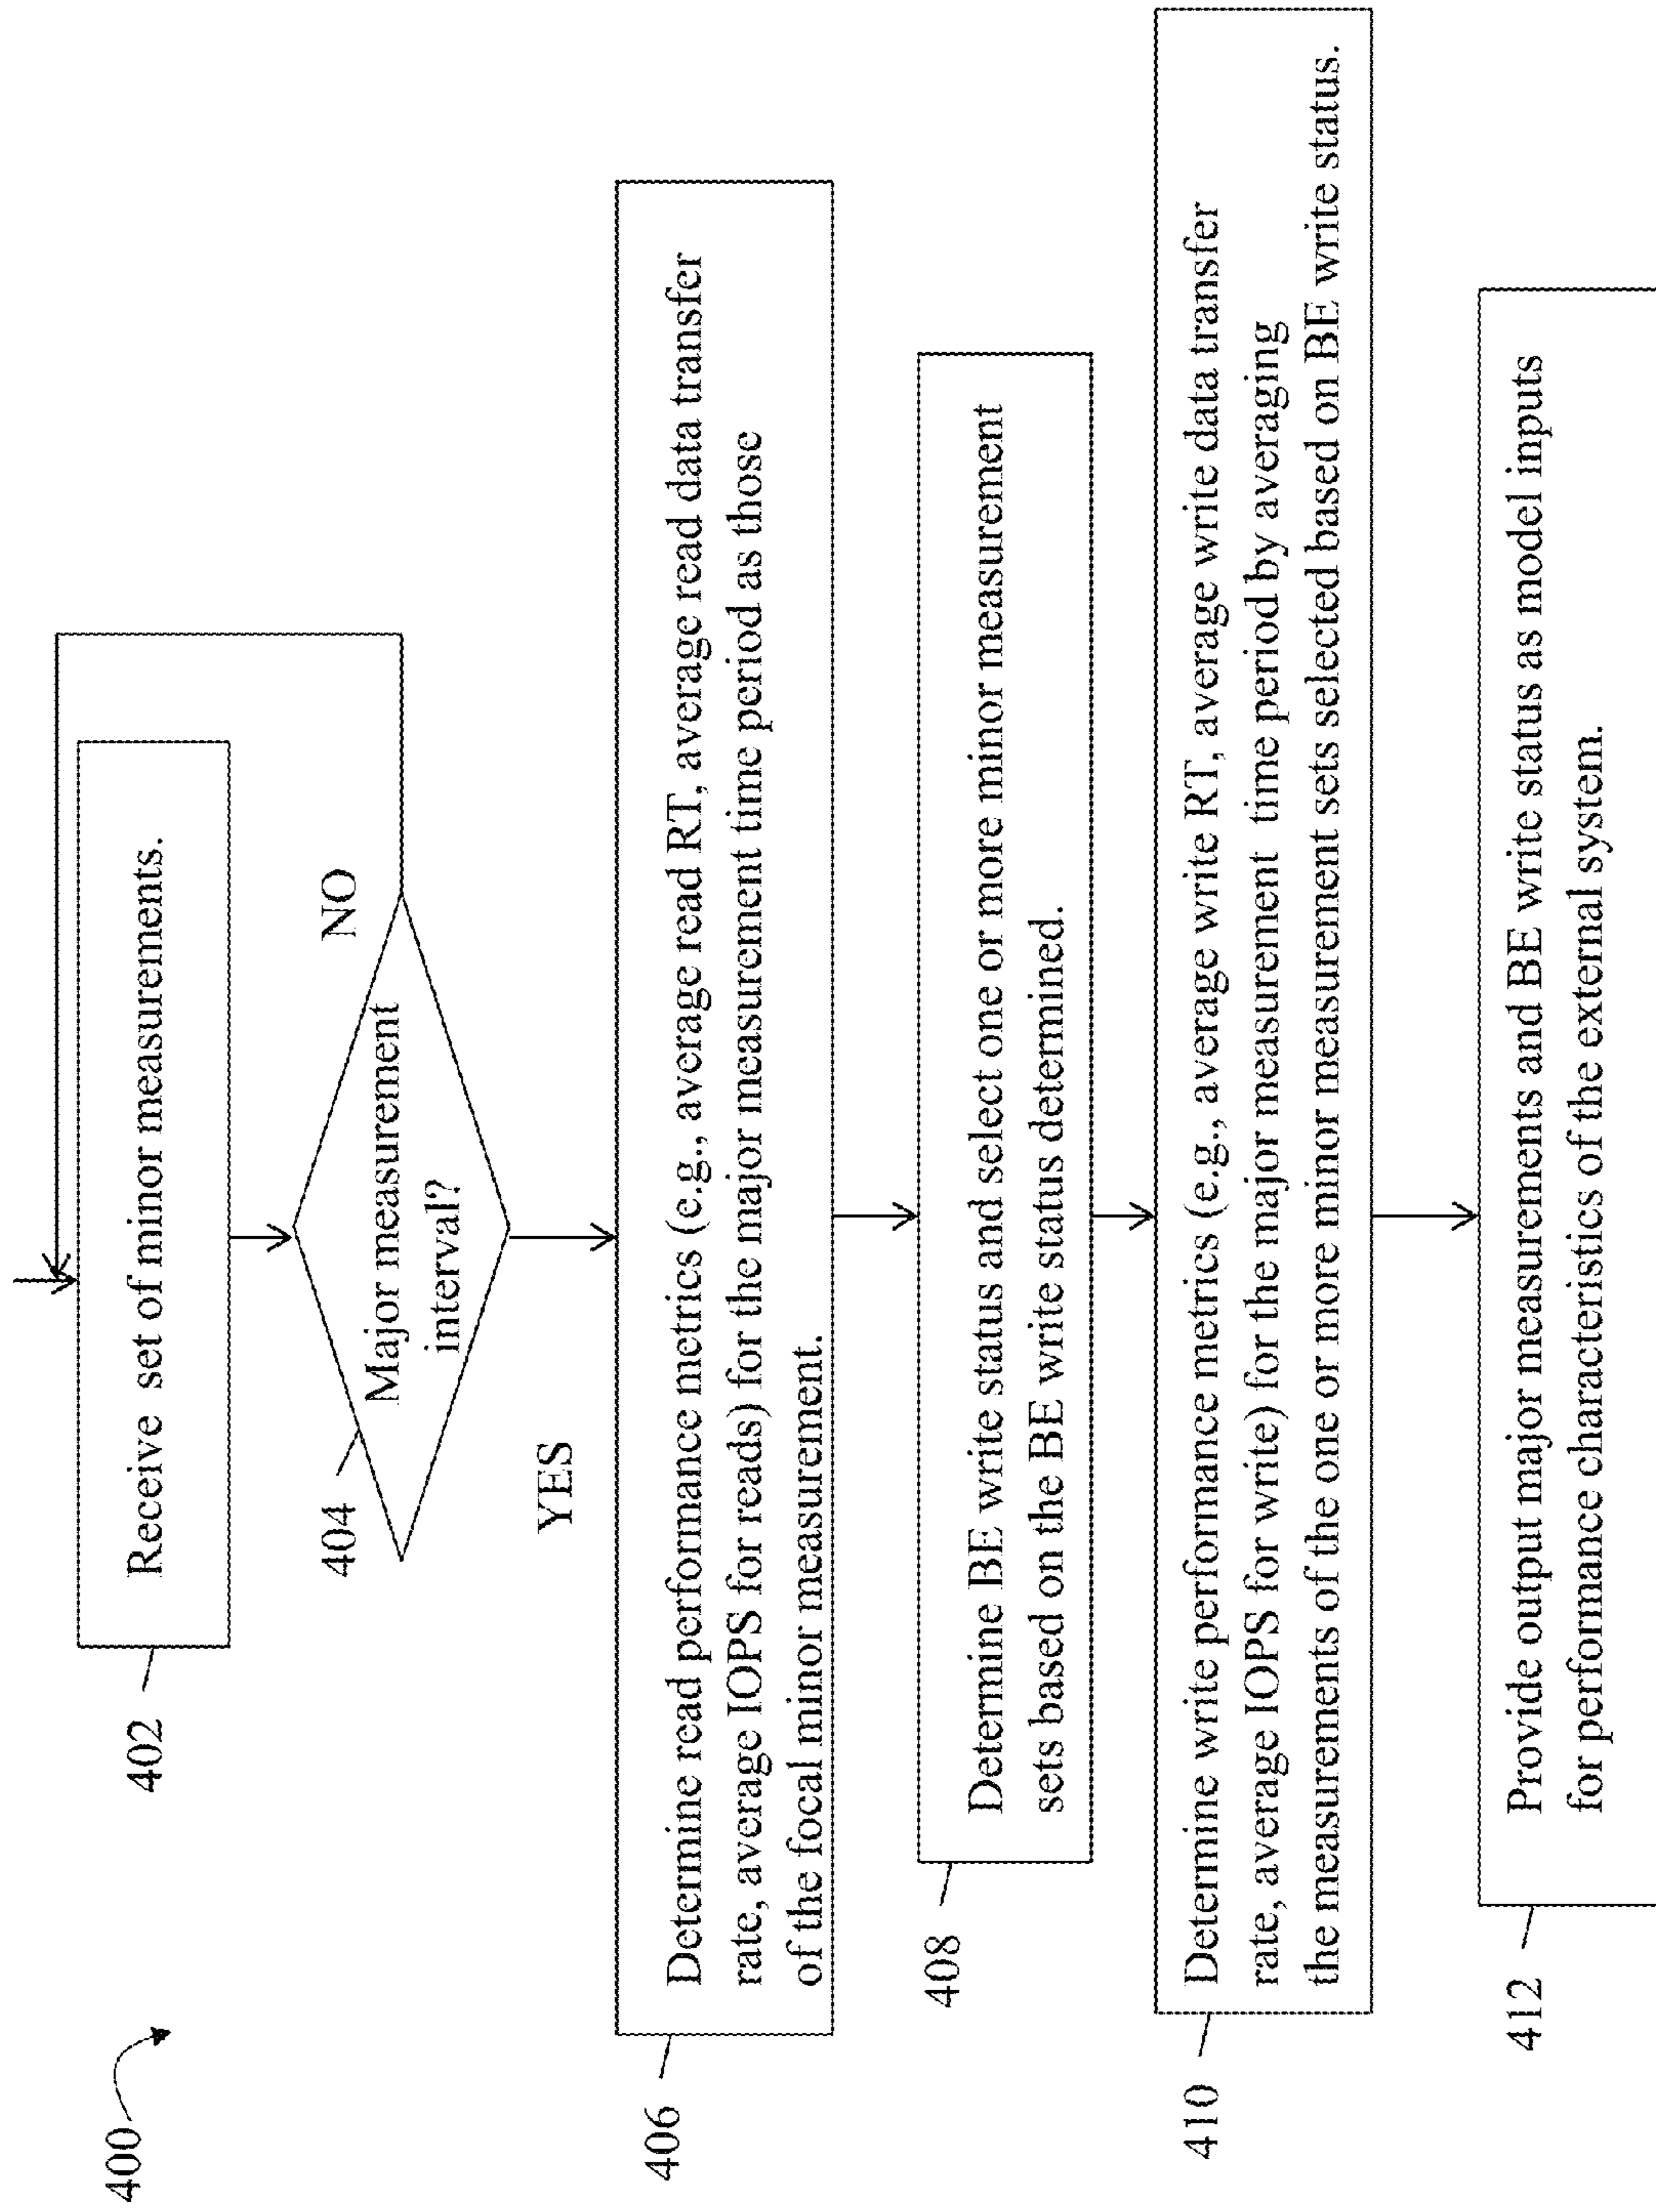 400
402
Receive set of minor measurements.
404
Major measurement
interval?
NO
YES
406
Determine read performance metrics (e.g., average read RT, average read data transfer
rate, average IOPS for reads) for the major measurement time period as those
of the focal minor measurement.
408
Determine BE write status and select one or more minor measurement
sets based on the BE write status determined.
410
Determine write performance metrics (e.g., average write RT, average write data transfer
rate, average IOPS for write) for the major measurement time period by averaging
the measurements of the one or more minor measurement sets selected based on BE write status.
412
Provide output major measurements and BE write status as model inputs
for performance characteristics of the external system.